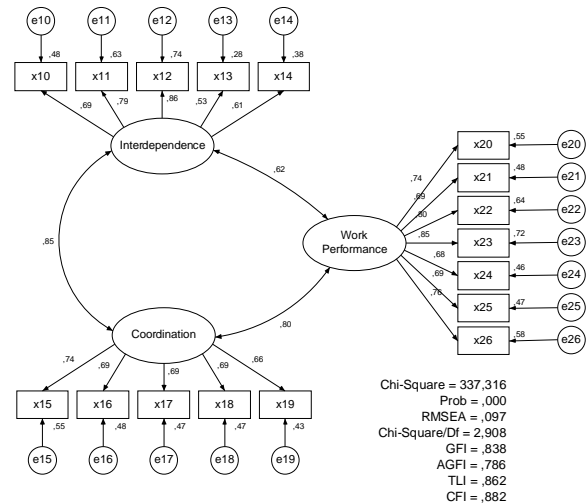 e10 e11 e12 e13 e14
,48 ,63 ,74 ,28 ,38
x10 x11 x12 x13 x14
,69 ,79 ,86 ,53 ,61
Interdependence
,62
,85
Work
Performance
,80
Coordination
,74 ,69 ,69 ,69 ,66
x15 x16 x17 x18 x19
,55 ,48 ,47 ,47 ,43
e15 e16 e17 e18 e19
,74 x20 ,55 e20
,69 x21 ,48 e21
,80 x22 ,64 e22
,85 x23 ,72 e23
,68 x24 ,46 e24
,69 x25 ,47 e25
,76 x26 ,58 e26
Chi-Square = 337,316
Prob = ,000
RMSEA = ,097
Chi-Square/Df = 2,908
GFI = ,838
AGFI = ,786
TLI = ,862
CFI = ,882